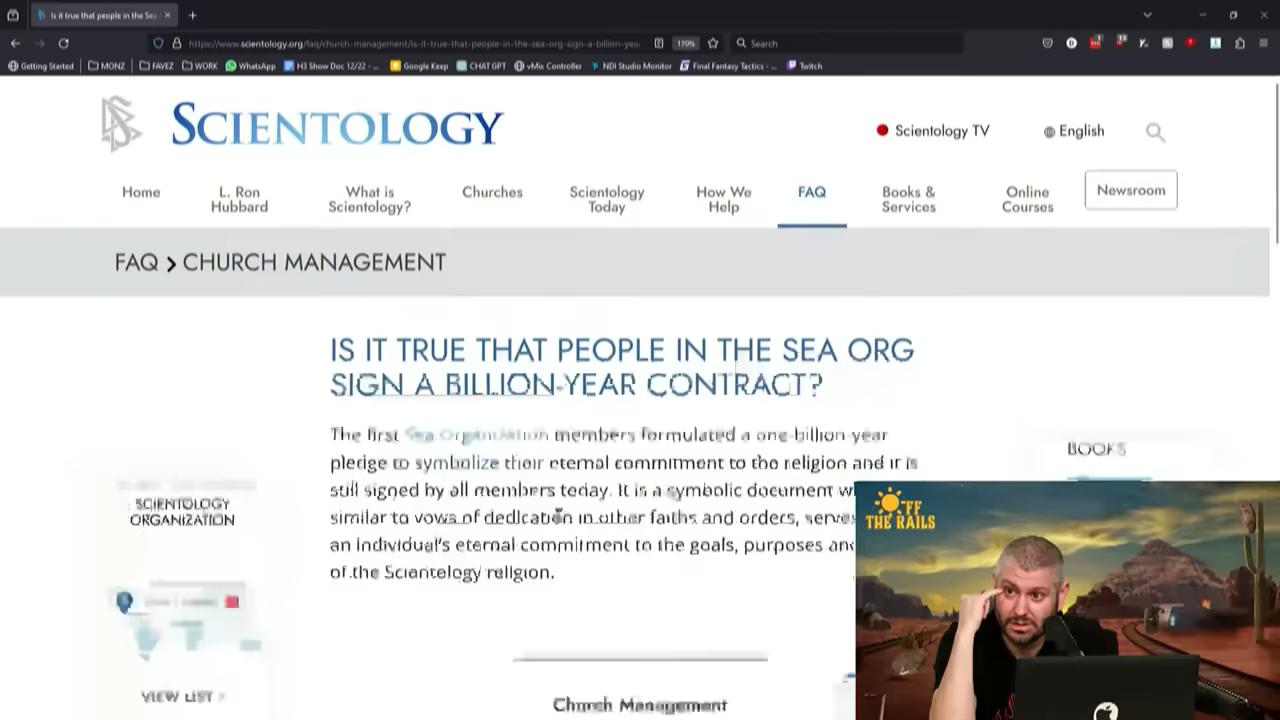 Is it true that people in the Sea
https://www.scientology.org/faq/church-management/is-it-true-that-people-in-the-sea-org-sign-a-billion-yea
170%
Search
Getting Started
MONZ
FAVEZ
WORK
WhatsApp
H3 Show Doc 12/22 - ...
Google Keep
CHAT GPT
vMix Controller
NDI Studio Monitor
Final Fantasy Tactics - ...
Twitch
SCIENTOLOGY
Scientology TV
English
Home
L. Ron
Hubbard
What is
Scientology?
Churches
Scientology
Today
How We
Help
FAQ
Books &
Services
Online
Courses
Newsroom
FAQ > CHURCH MANAGEMENT
IS IT TRUE THAT PEOPLE IN THE SEA ORG
SIGN A BILLION-YEAR CONTRACT?
The first Sea Organization members formulated a one-billion-year
pledge to symbolize their eternal commitment to the religion and it is
still signed by all members today. It is a symbolic document w
similar to vows of dedication in other faiths and orders, serve
an individual's eternal commitment to the goals, purposes and
of the Scientology religion.
BOOKS
SCIENTOLOGY
ORGANIZATION
VIEW LIST >
Church Management
OFF
THE RAILS